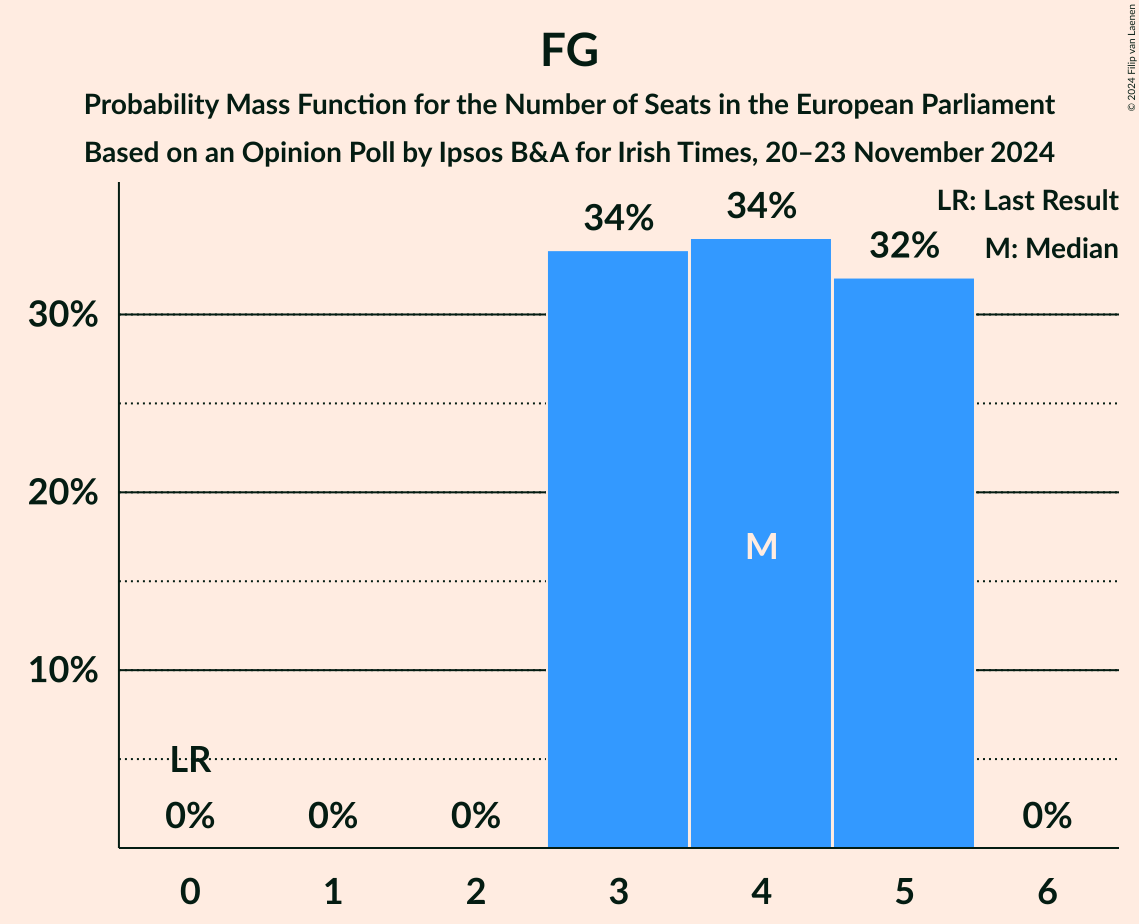 FG
Probability Mass Function for the Number of Seats in the European Parliament
Based on an Opinion Poll by Ipsos B&A for Irish Times, 20–23 November 2024
© 2024 Filip van Laenen
LR: Last Result
M: Median
34%
34%
32%
30%
20%
10%
M
LR
0%
0%
0%
0%
0
1
2
3
4
5
6